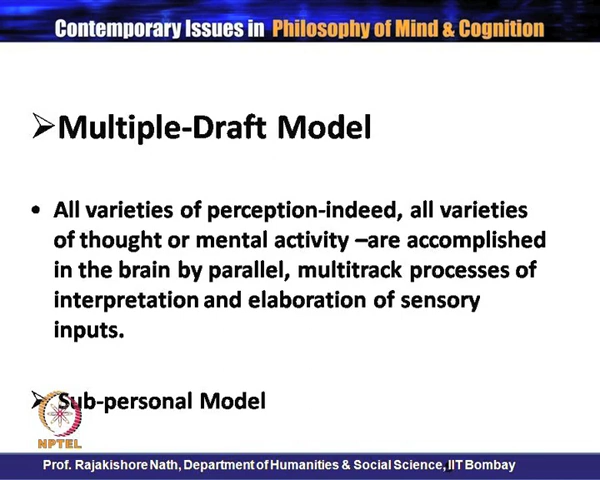 Contemporary Issues in Philosophy of Mind & Cognition
➢Multiple-Draft Model
• All varieties of perception-indeed, all varieties
of thought or mental activity –are accomplished
in the brain by parallel, multitrack processes of
interpretation and elaboration of sensory
inputs.
➢ Sub-personal Model
NPTEL
Prof. Rajakishore Nath, Department of Humanities & Social Science, IIT Bombay